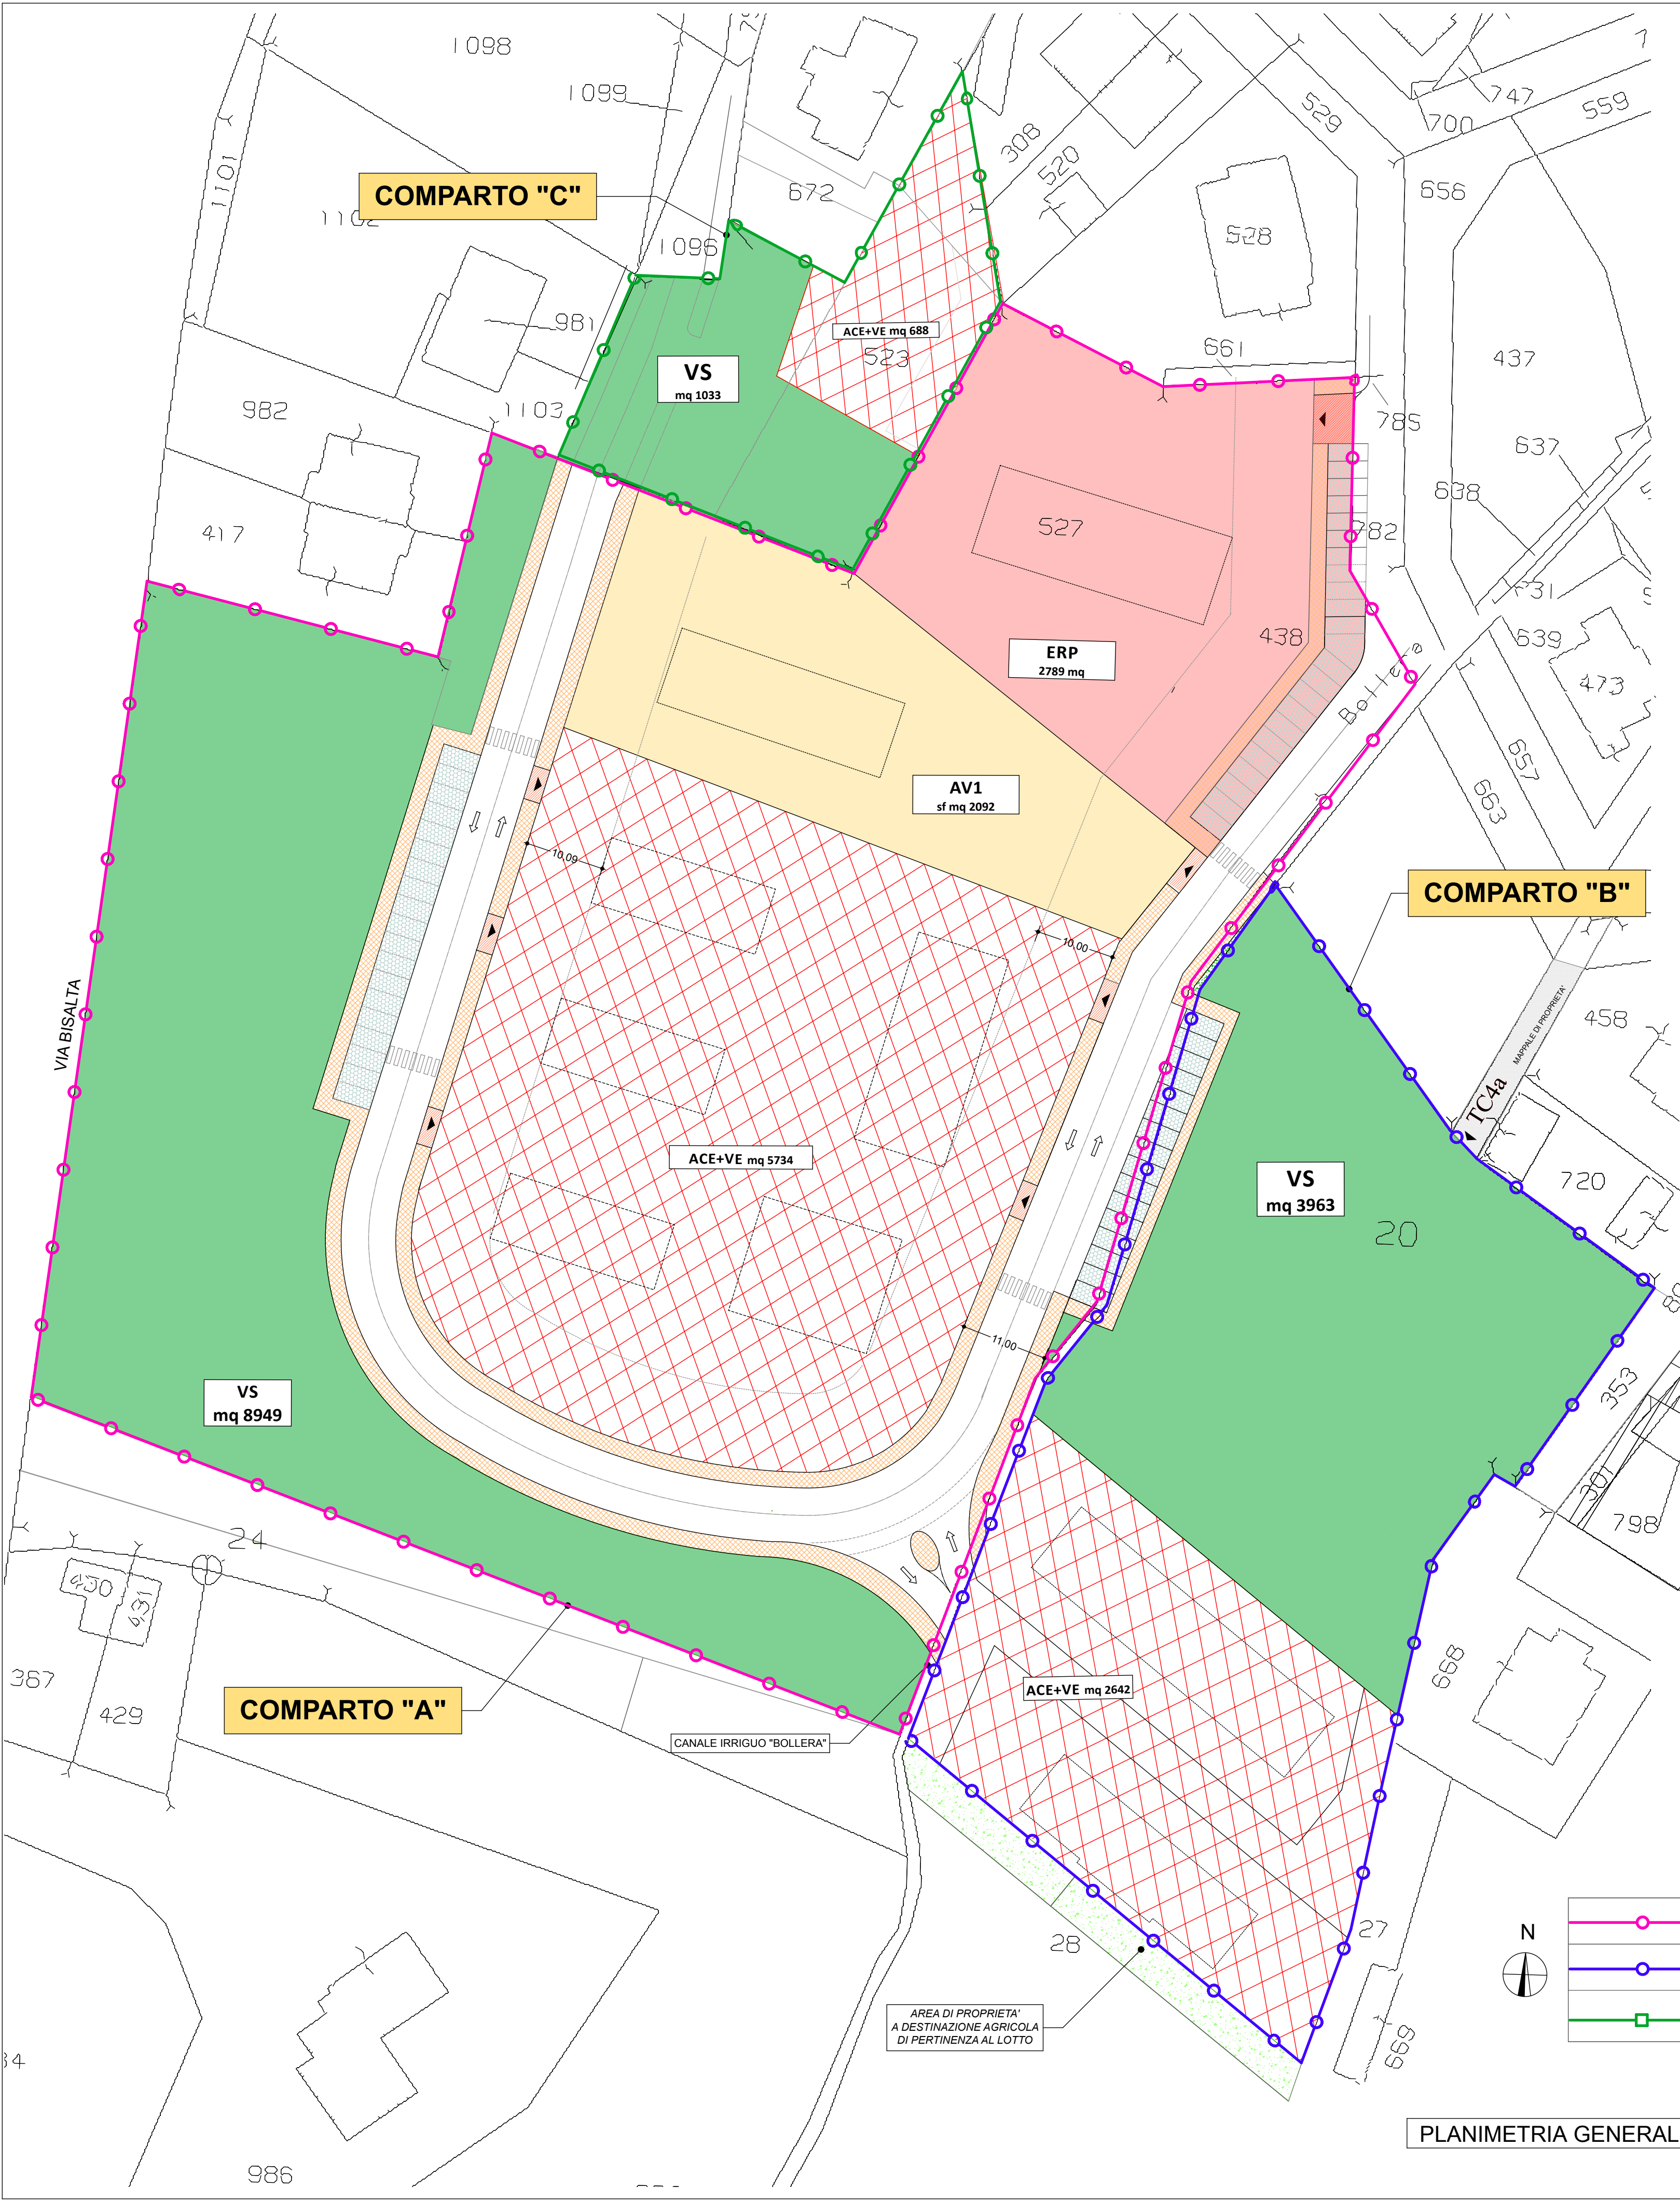 1098
1099
1101
1102
COMPARTO "C"
672
1096
308
520
529
747
700
559
656
528
981
ACE+VE mq 688
523
VS
mq 1033
661
437
785
982
1103
417
527
637
638
782
438
631
639
473
ERP
2789 mq
Bollera
AV1
sf mq 2092
657
663
10,09
10,00
COMPARTO "B"
458
MAPPALE DI PROPRIETA'
TC4a
VIA BISALTA
ACE+VE mq 5734
VS
mq 3963
720
20
11,00
353
VS
mq 8949
301
798
24
430
431
367
429
COMPARTO "A"
CANALE IRRIGUO "BOLLERA"
ACE+VE mq 2642
668
28
27
N
AREA DI PROPRIETA'
A DESTINAZIONE AGRICOLA
DI PERTINENZA AL LOTTO
669
PLANIMETRIA GENERAL
986